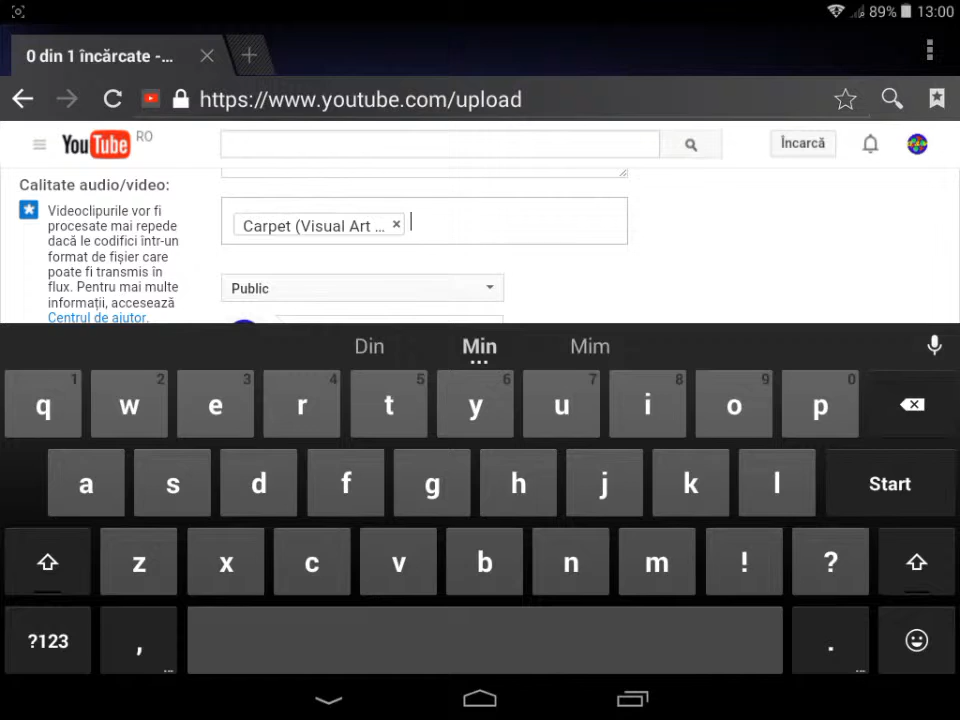 89% 13:00
0 din 1 încărcate -...
https://www.youtube.com/upload
YouTube RO
Încarcă
Calitate audio/video:
Videoclipurile vor fi
procesate mai repede
dacă le codifici într-un
format de fișier care
poate fi transmis în
flux. Pentru mai multe
informații, accesează
Centrul de ajutor.
Carpet (Visual Art ... ×
Public
Din Min Mim
q 1 w 2 e 3 r 4 t 5 y 6 u 7 i 8 o 9 p 0
a s d f g h j k l Start
z x c v b n m ! ?
?123 , .